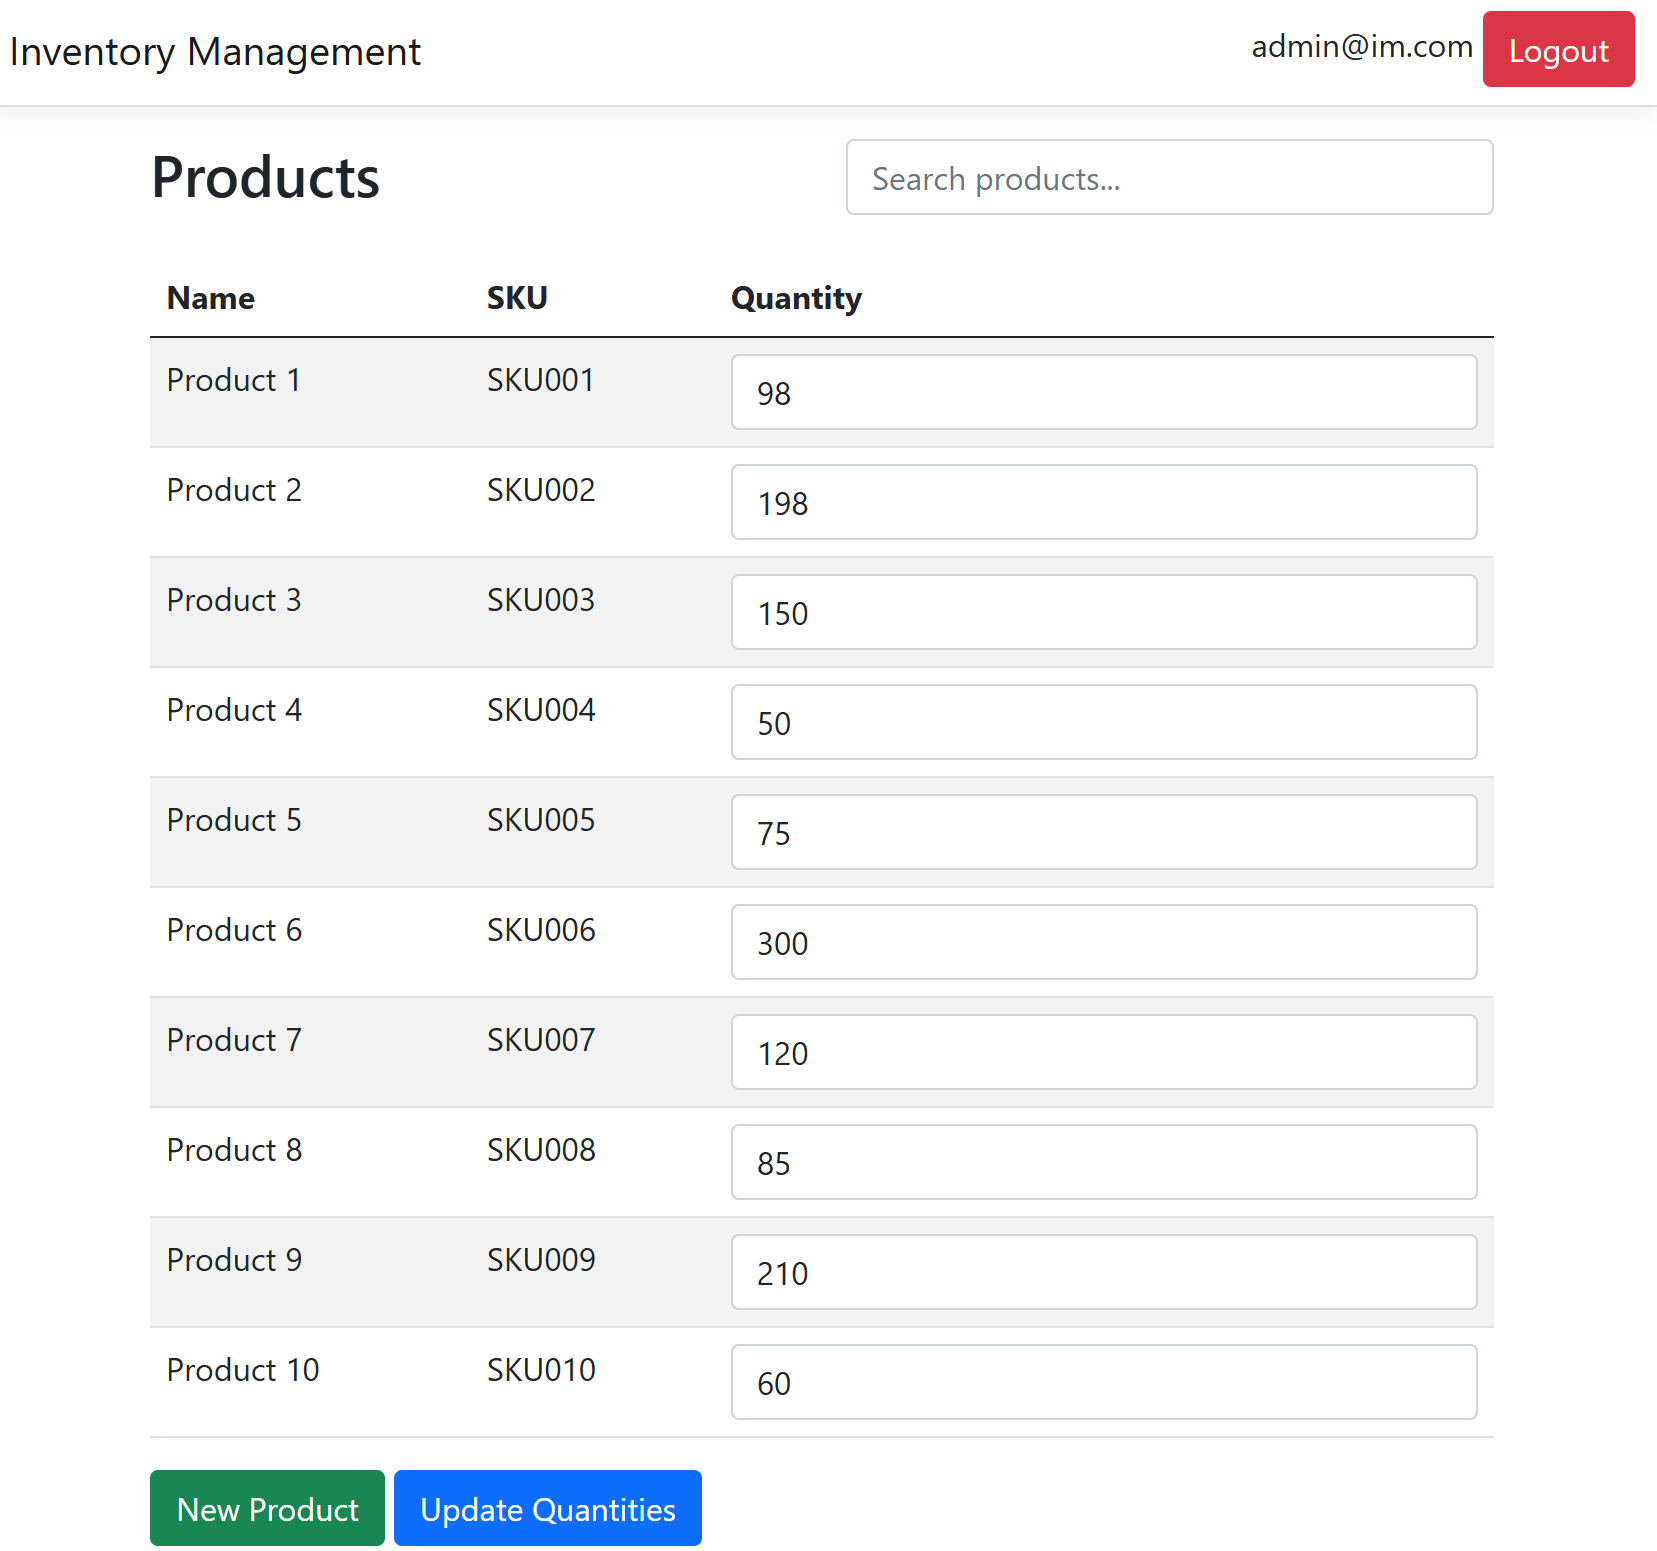 Inventory Management admin@im.com Logout
Products Search products...
Name SKU Quantity
Product 1 SKU001 98
Product 2 SKU002 198
Product 3 SKU003 150
Product 4 SKU004 50
Product 5 SKU005 75
Product 6 SKU006 300
Product 7 SKU007 120
Product 8 SKU008 85
Product 9 SKU009 210
Product 10 SKU010 60
New Product Update Quantities